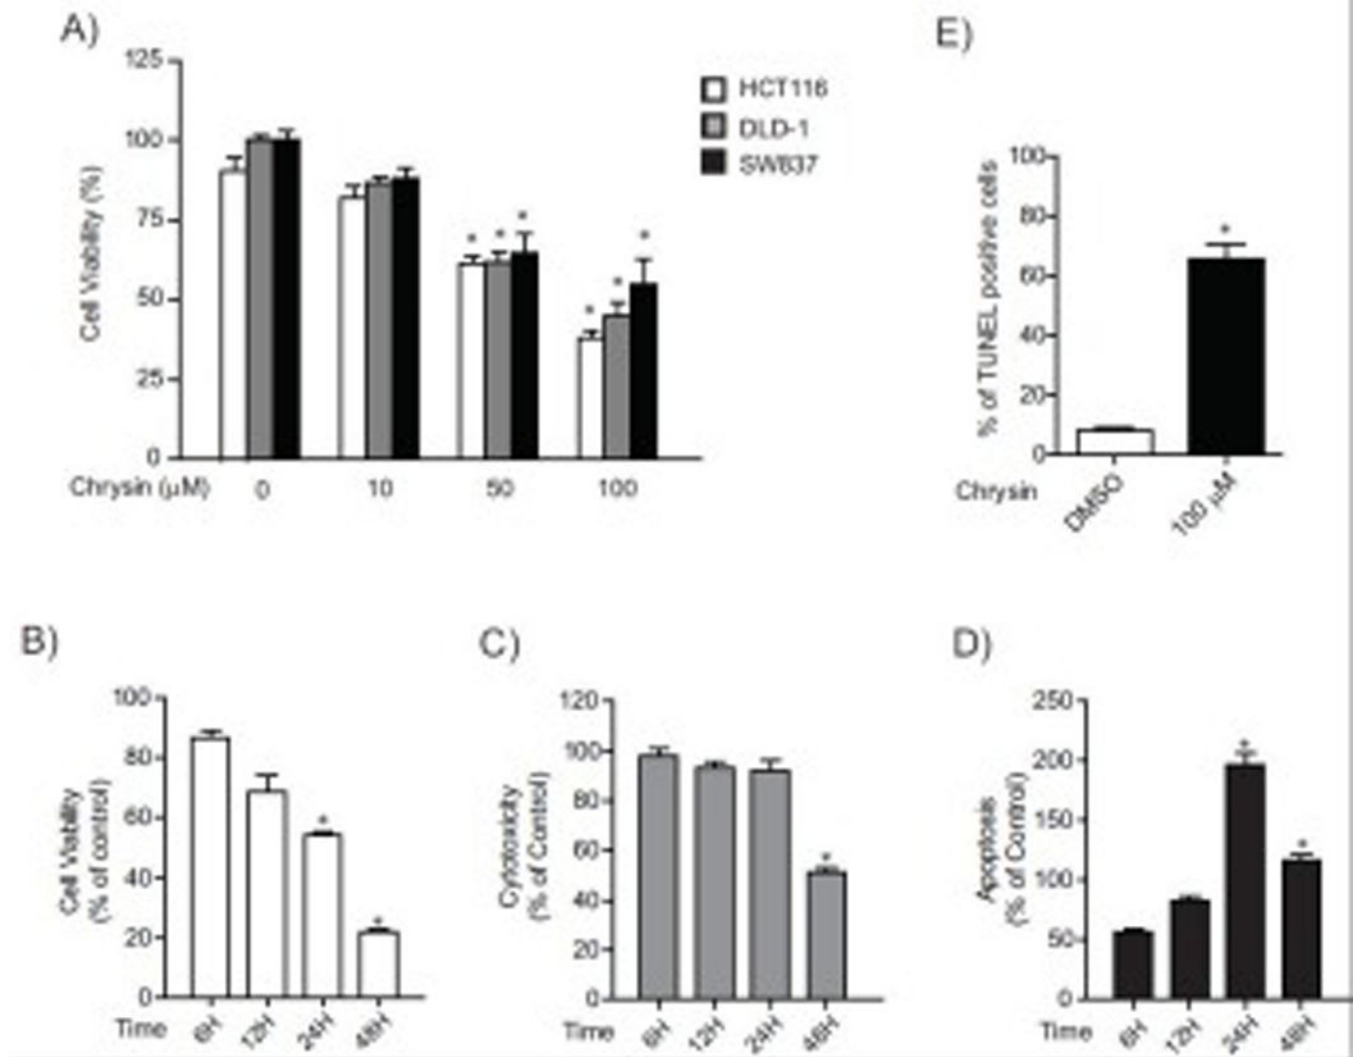 A)
125
100
75
50
25
0
Cell Viability (%)
Chrysin (μM) 0 10 50 100
HCT116
DLD-1
SW837
* * * * * *
E)
100
80
60
40
20
0
% of TUNEL positive cells
*
Chrysin DMSO 100 μM
B)
100
80
60
40
20
0
Cell Viability
(% of control)
* *
Time 6H 12H 24H 48H
C)
120
100
80
60
40
20
0
Cytotoxicity
(% of Control)
*
Time 6H 12H 24H 48H
D)
250
200
150
100
50
0
Apoptosis
(% of Control)
* *
Time 6H 12H 24H 48H